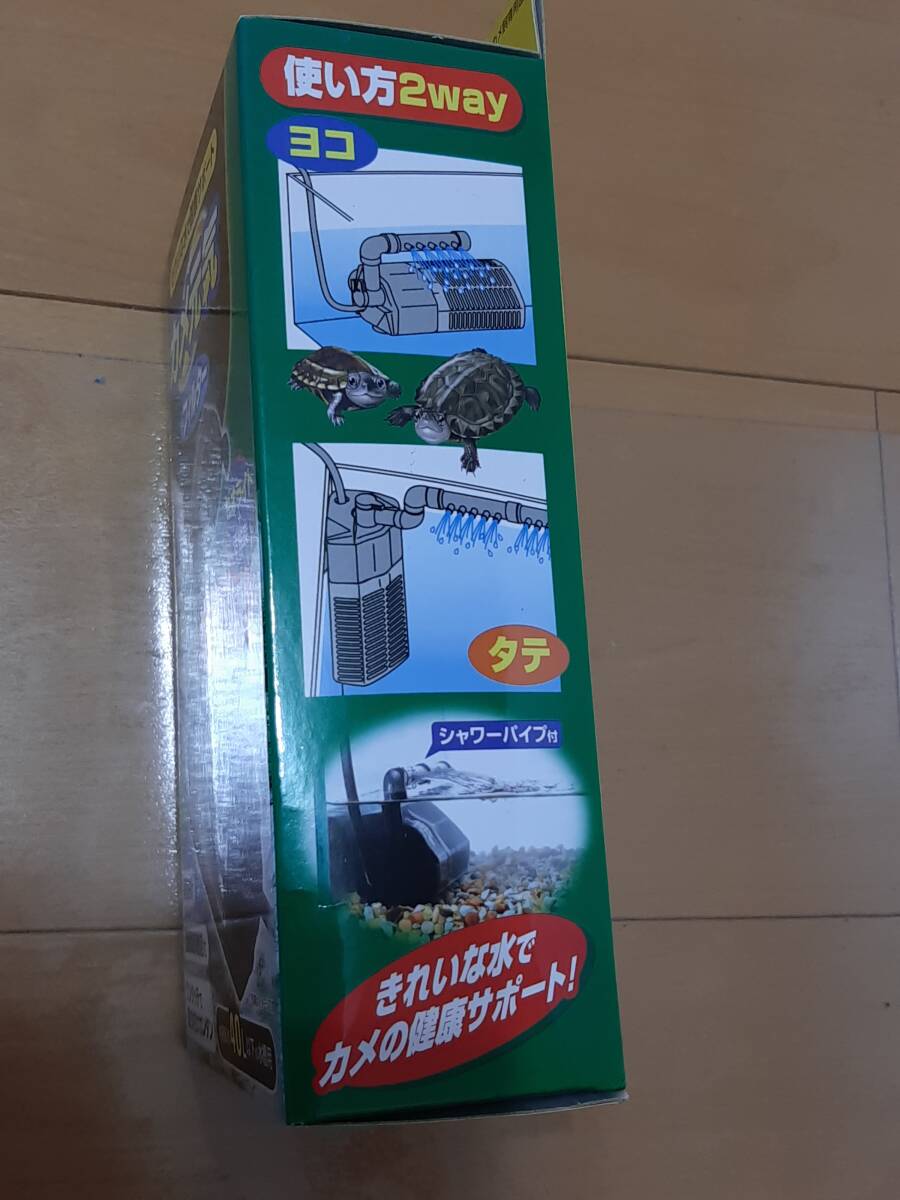 使い方2way
ヨコ
タテ
シャワーパイプ付
きれいな水で
カメの健康サポート!
40L